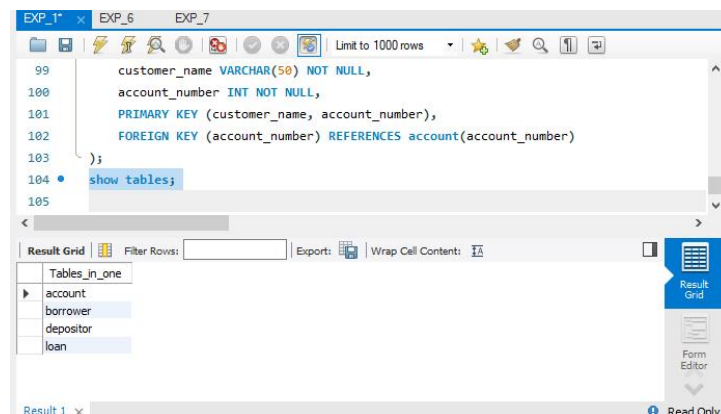 EXP_1* × EXP_6 EXP_7
Limit to 1000 rows
99 customer_name VARCHAR(50) NOT NULL,
100 account_number INT NOT NULL,
101 PRIMARY KEY (customer_name, account_number),
102 FOREIGN KEY (account_number) REFERENCES account(account_number)
103 );
104 show tables;
105
Result Grid Filter Rows: Export: Wrap Cell Content: IA
Tables_in_one
account
borrower
depositor
loan
Result
Grid
Form
Editor
Result 1 × Read Only